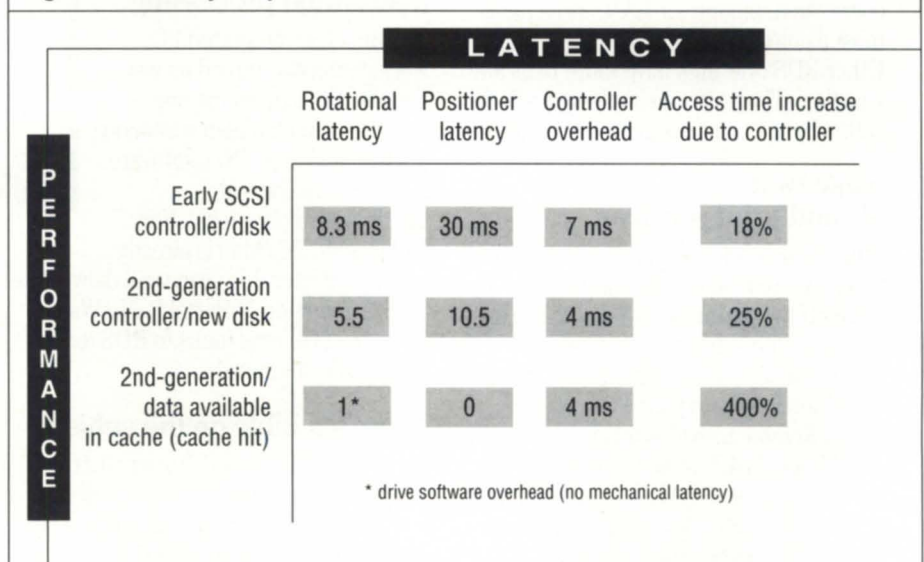 LATENCY
Rotational latency
Positioner latency
Controller overhead
Access time increase due to controller
PERFORMANCE
Early SCSI controller/disk
8.3 ms
30 ms
7 ms
18%
2nd-generation controller/new disk
5.5
10.5
4 ms
25%
2nd-generation/ data available in cache (cache hit)
1*
0
4 ms
400%
* drive software overhead (no mechanical latency)